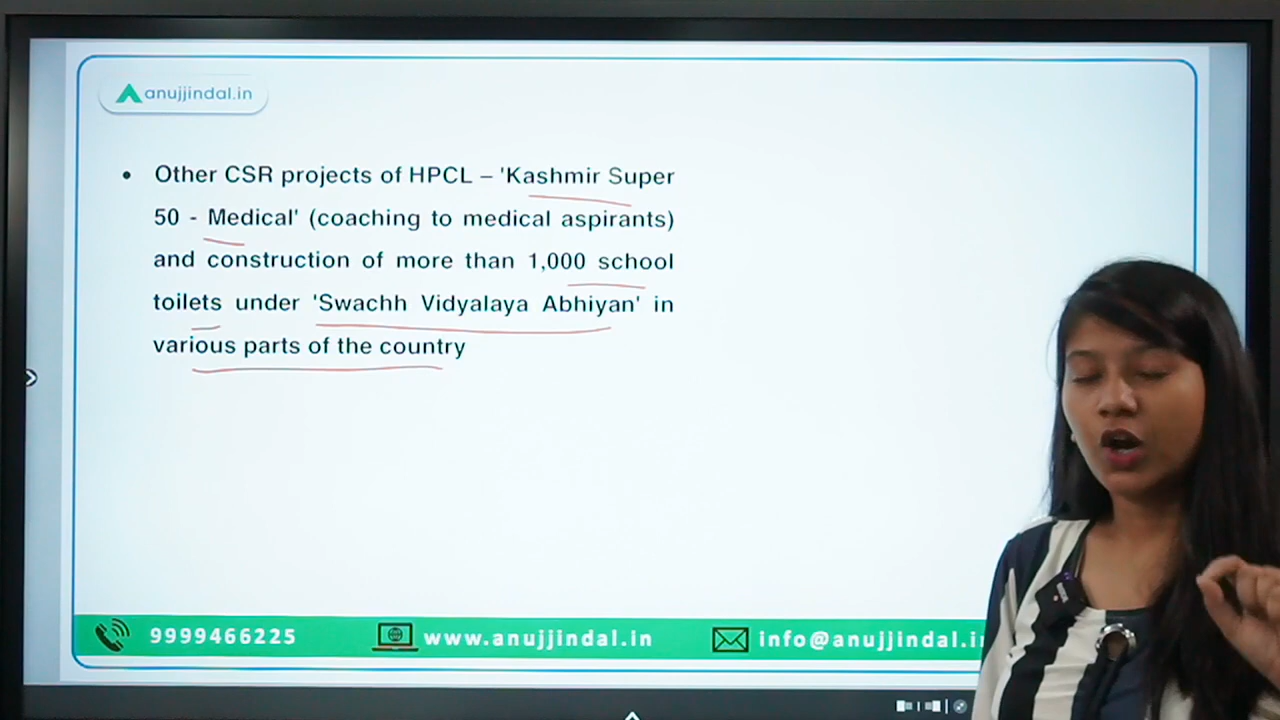 anujjindal.in
• Other CSR projects of HPCL – 'Kashmir Super
50 - Medical' (coaching to medical aspirants)
and construction of more than 1,000 school
toilets under 'Swachh Vidyalaya Abhiyan' in
various parts of the country
9999466225 www.anujjindal.in info@anujjindal.i